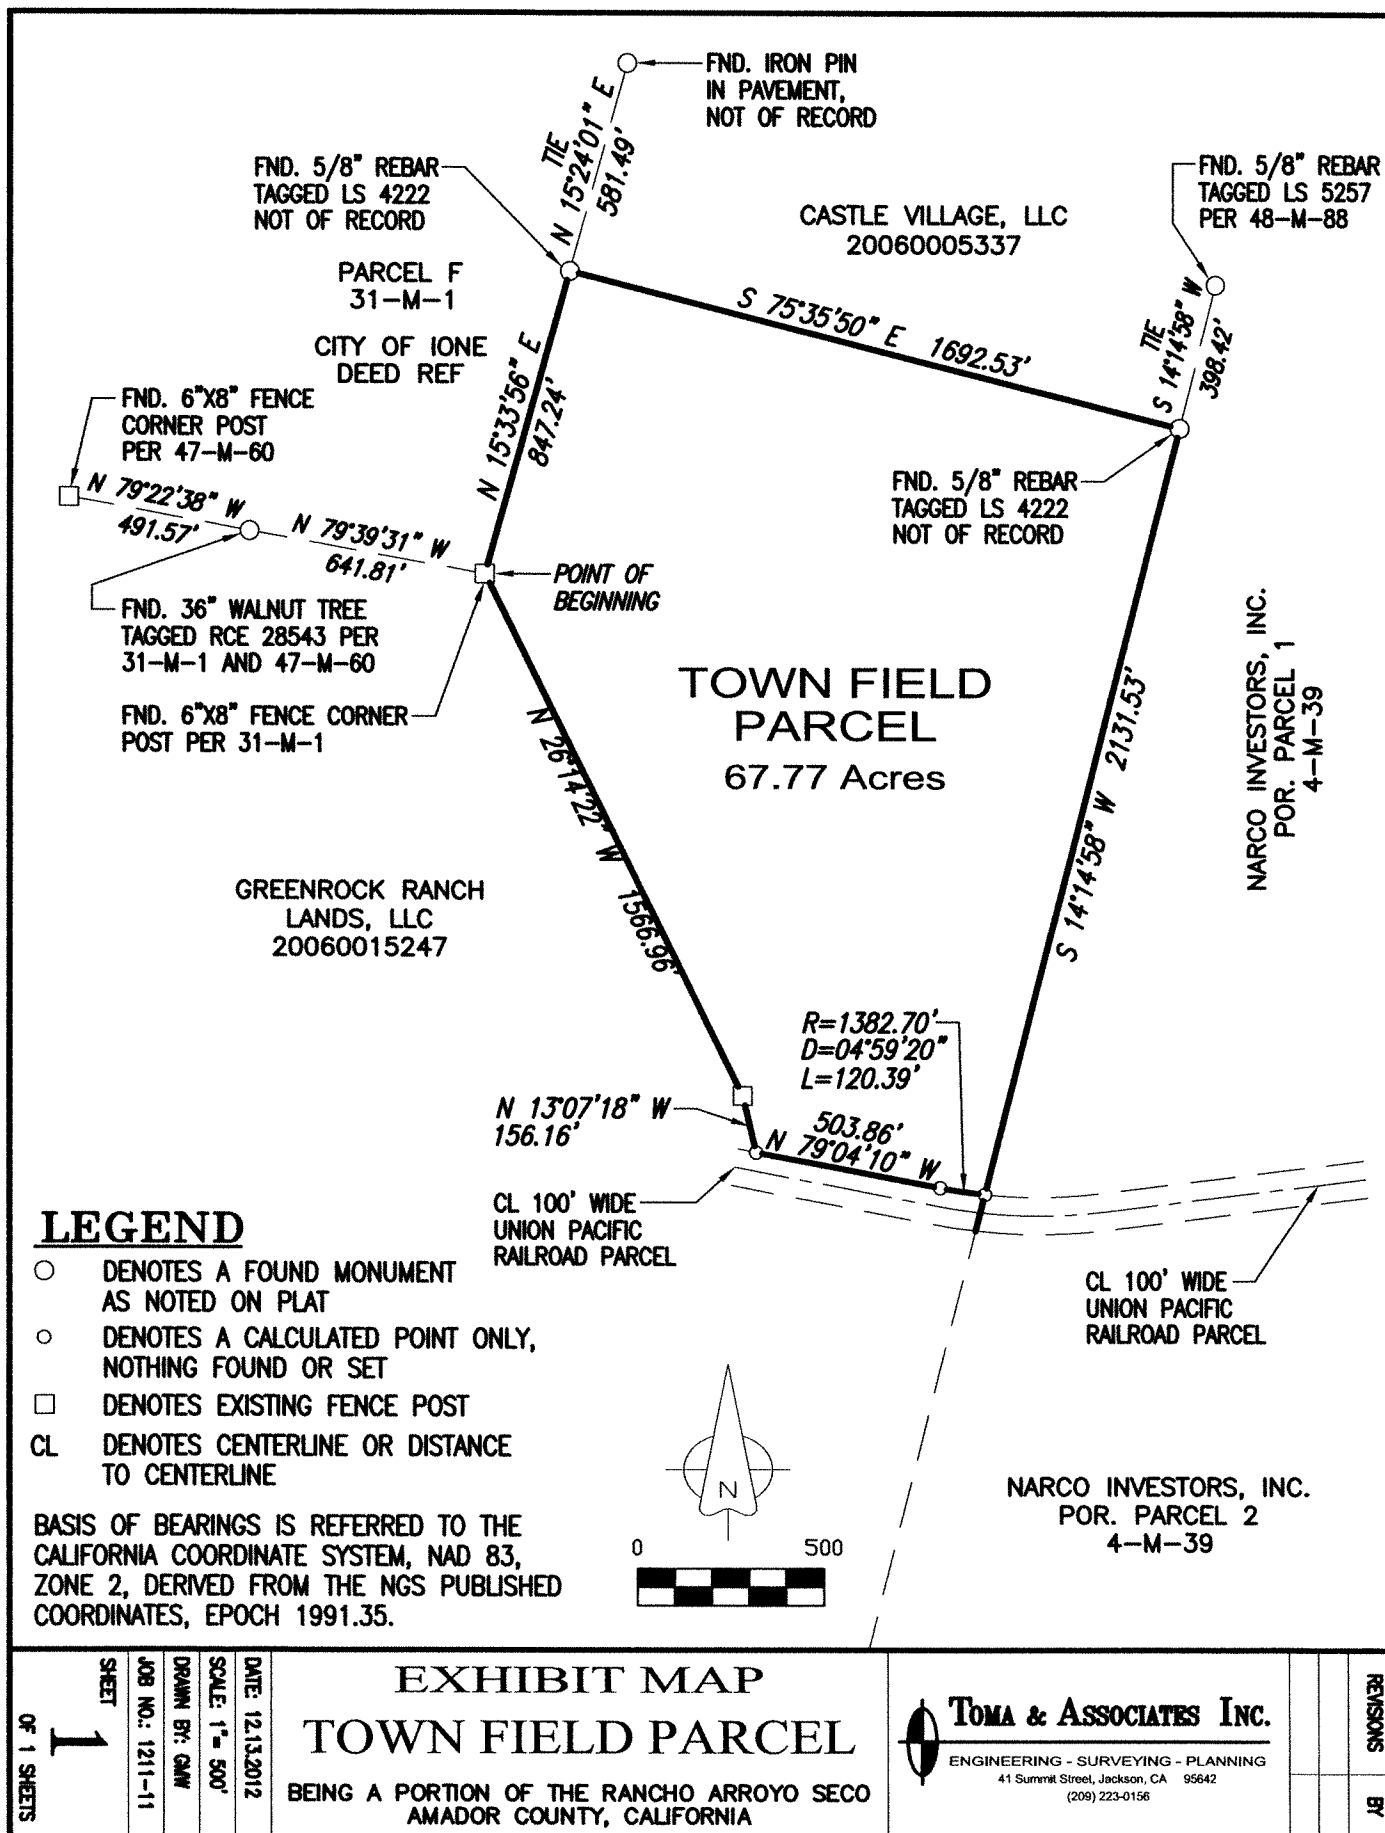 FND. IRON PIN
IN PAVEMENT,
NOT OF RECORD
TIE
N 15°24'01" E
581.49'
FND. 5/8" REBAR
TAGGED LS 4222
NOT OF RECORD
FND. 5/8" REBAR
TAGGED LS 5257
PER 48-M-88
CASTLE VILLAGE, LLC
20060005337
PARCEL F
31-M-1
CITY OF IONE
DEED REF
S 75°35'50" E 1692.53'
TIE
S 14°14'58" W
398.42'
N 15°33'56" E
847.24'
FND. 6"X8" FENCE
CORNER POST
PER 47-M-60
N 79°22'38" W
491.57'
N 79°39'31" W
641.81'
FND. 5/8" REBAR
TAGGED LS 4222
NOT OF RECORD
POINT OF
BEGINNING
FND. 36" WALNUT TREE
TAGGED RCE 28543 PER
31-M-1 AND 47-M-60
FND. 6"X8" FENCE CORNER
POST PER 31-M-1
TOWN FIELD
PARCEL
67.77 Acres
NARCO INVESTORS, INC.
POR. PARCEL 1
4-M-39
N 26°14'22" W 1566.96'
S 14°14'58" W 2131.53'
GREENROCK RANCH
LANDS, LLC
20060015247
R=1382.70'
D=04°59'20"
L=120.39'
N 13°07'18" W
156.16'
503.86'
N 79°04'10" W
CL 100' WIDE
UNION PACIFIC
RAILROAD PARCEL
CL 100' WIDE
UNION PACIFIC
RAILROAD PARCEL
LEGEND
DENOTES A FOUND MONUMENT
AS NOTED ON PLAT
DENOTES A CALCULATED POINT ONLY,
NOTHING FOUND OR SET
DENOTES EXISTING FENCE POST
CL DENOTES CENTERLINE OR DISTANCE
TO CENTERLINE
BASIS OF BEARINGS IS REFERRED TO THE
CALIFORNIA COORDINATE SYSTEM, NAD 83,
ZONE 2, DERIVED FROM THE NGS PUBLISHED
COORDINATES, EPOCH 1991.35.
N
0 500
NARCO INVESTORS, INC.
POR. PARCEL 2
4-M-39
DATE: 12.13.2012
SCALE: 1"= 500'
DRAWN BY: GMW
JOB NO.: 1211-11
SHEET
1
OF 1 SHEETS
EXHIBIT MAP
TOWN FIELD PARCEL
BEING A PORTION OF THE RANCHO ARROYO SECO
AMADOR COUNTY, CALIFORNIA
TOMA & ASSOCIATES INC.
ENGINEERING - SURVEYING - PLANNING
41 Summit Street, Jackson, CA 95642
(209) 223-0156
REVISIONS BY